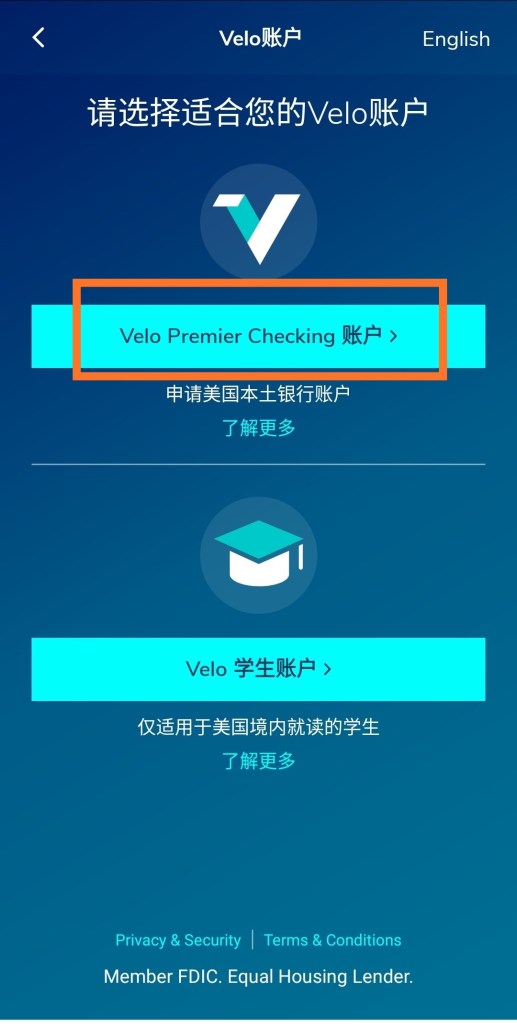 Velo账户
English
请选择适合您的Velo账户
Velo Premier Checking 账户 >
申请美国本土银行账户
了解更多
Velo 学生账户 >
仅适用于美国境内就读的学生
了解更多
Privacy & Security | Terms & Conditions
Member FDIC. Equal Housing Lender.